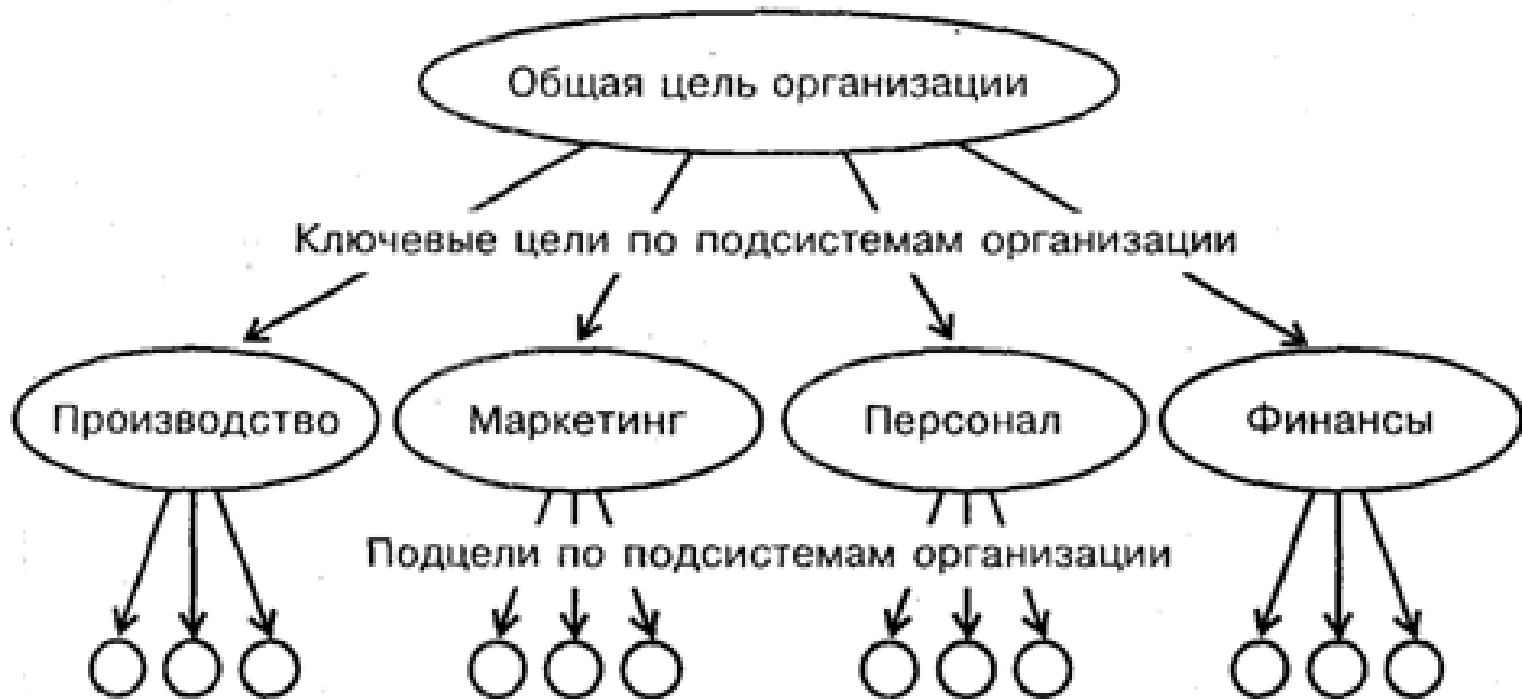 Общая цель организации
Ключевые цели по подсистемам организации
Производство
Маркетинг
Персонал
Финансы
Подцели по подсистемам организации